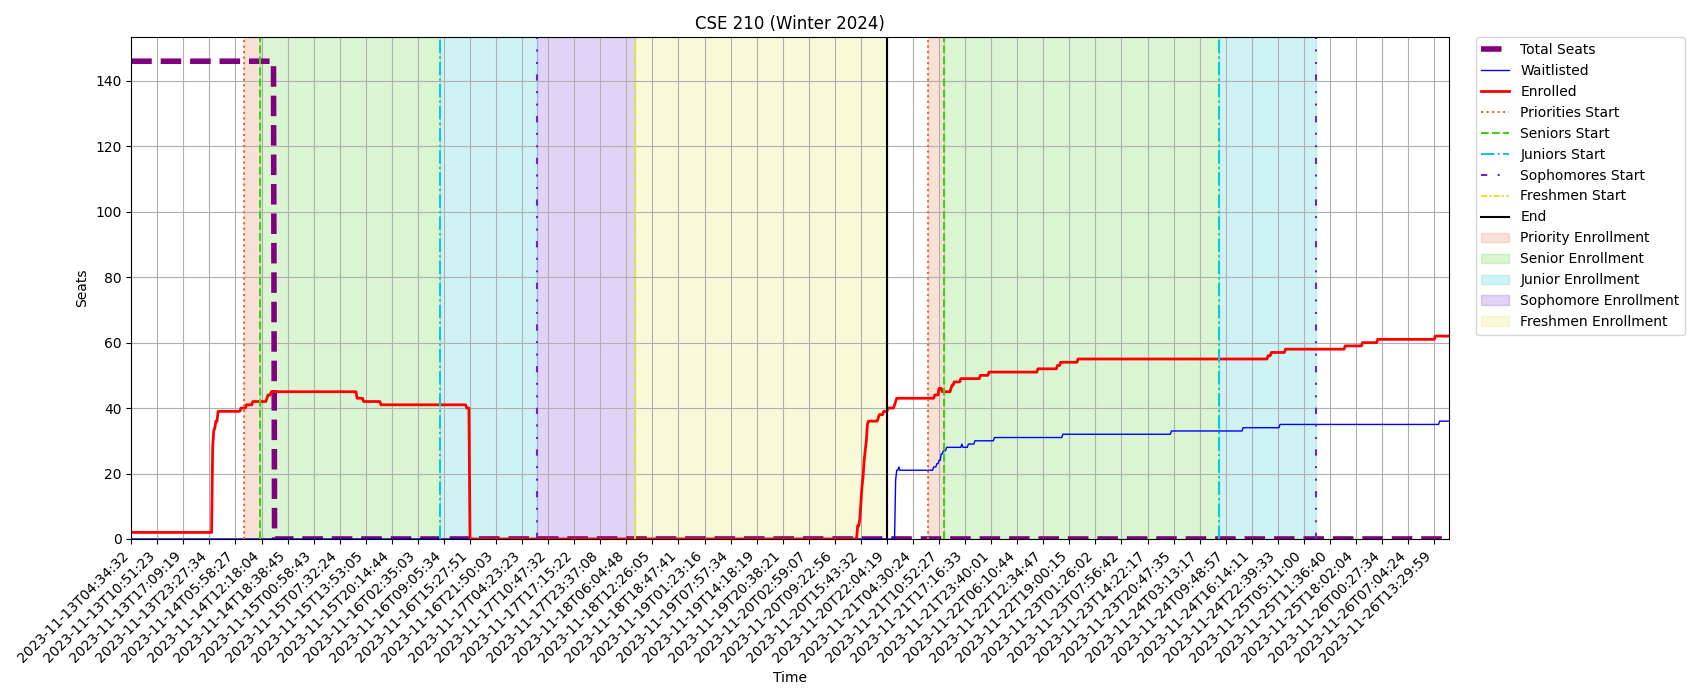 CSE 210 (Winter 2024)
Seats
140
120
100
80
60
40
20
0
2023-11-13T04:34:32
2023-11-13T10:51:23
2023-11-13T17:09:19
2023-11-13T23:27:34
2023-11-14T05:58:27
2023-11-14T12:18:04
2023-11-14T18:38:45
2023-11-15T00:58:43
2023-11-15T07:32:24
2023-11-15T13:53:05
2023-11-15T20:14:44
2023-11-16T02:35:03
2023-11-16T09:05:34
2023-11-16T15:27:51
2023-11-16T21:50:03
2023-11-17T04:23:23
2023-11-17T10:47:32
2023-11-17T17:15:22
2023-11-17T23:37:08
2023-11-18T06:04:48
2023-11-18T12:26:05
2023-11-18T18:47:41
2023-11-19T01:23:16
2023-11-19T07:57:34
2023-11-19T14:18:19
2023-11-19T20:38:21
2023-11-20T02:59:07
2023-11-20T09:22:56
2023-11-20T15:43:32
2023-11-20T22:04:19
2023-11-21T04:30:24
2023-11-21T10:52:27
2023-11-21T17:16:33
2023-11-21T23:40:01
2023-11-22T06:10:44
2023-11-22T12:34:47
2023-11-22T19:00:15
2023-11-23T01:26:02
2023-11-23T07:56:42
2023-11-23T14:22:17
2023-11-23T20:47:35
2023-11-24T03:13:17
2023-11-24T09:48:57
2023-11-24T16:14:11
2023-11-24T22:39:33
2023-11-25T05:11:00
2023-11-25T11:36:40
2023-11-25T18:02:04
2023-11-26T00:27:34
2023-11-26T07:04:24
2023-11-26T13:29:59
Time
Total Seats
Waitlisted
Enrolled
Priorities Start
Seniors Start
Juniors Start
Sophomores Start
Freshmen Start
End
Priority Enrollment
Senior Enrollment
Junior Enrollment
Sophomore Enrollment
Freshmen Enrollment